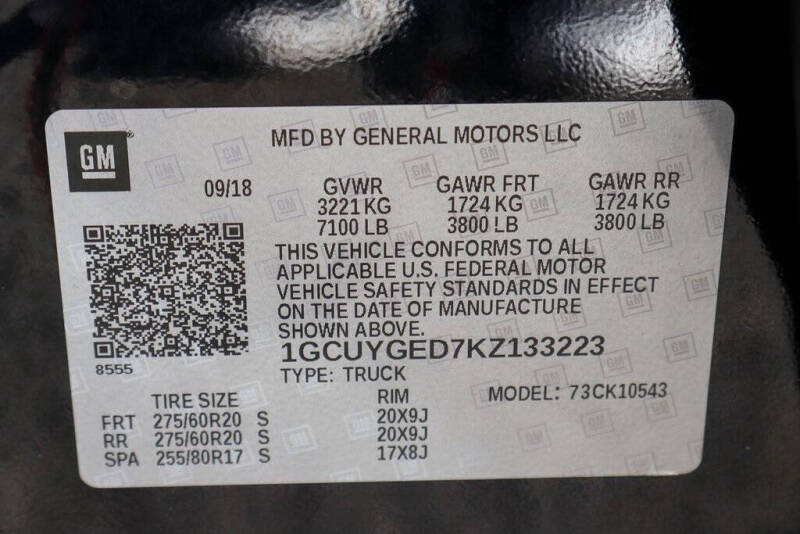 GM
MFD BY GENERAL MOTORS LLC
09/18 GVWR GAWR FRT GAWR RR
3221 KG 1724 KG 1724 KG
7100 LB 3800 LB 3800 LB
THIS VEHICLE CONFORMS TO ALL
APPLICABLE U.S. FEDERAL MOTOR
VEHICLE SAFETY STANDARDS IN EFFECT
ON THE DATE OF MANUFACTURE
SHOWN ABOVE.
1GCUYGED7KZ133223
8555
TYPE: TRUCK
MODEL: 73CK10543
TIRE SIZE RIM
FRT 275/60R20 S 20X9J
RR 275/60R20 S 20X9J
SPA 255/80R17 S 17X8J